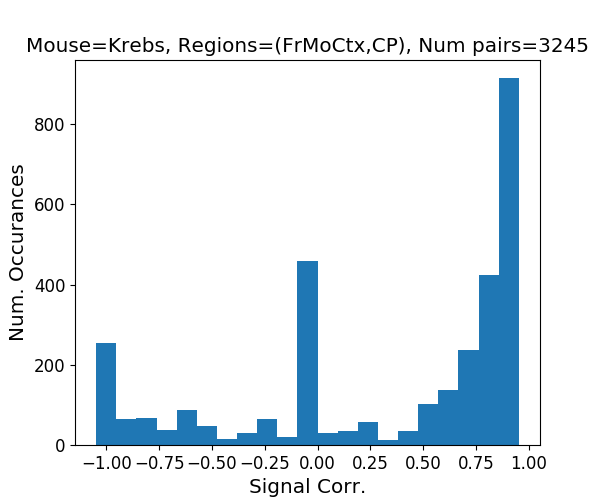 Mouse=Krebs, Regions=(FrMoCtx,CP), Num pairs=3245
Num. Occurances
800
600
400
200
0
−1.00 −0.75 −0.50 −0.25 0.00 0.25 0.50 0.75 1.00
Signal Corr.